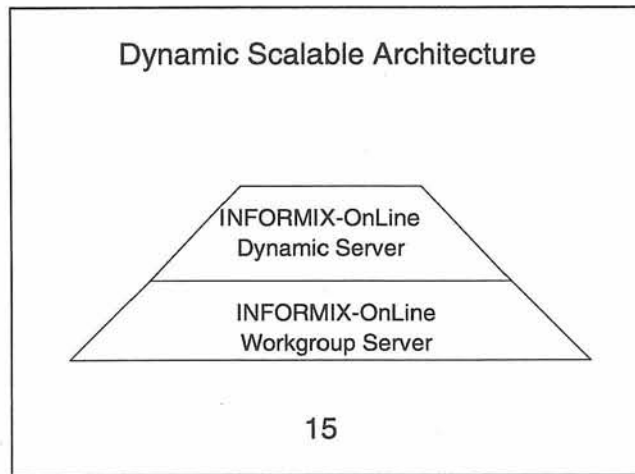 Dynamic Scalable Architecture
INFORMIX-OnLine
Dynamic Server
INFORMIX-OnLine
Workgroup Server
15